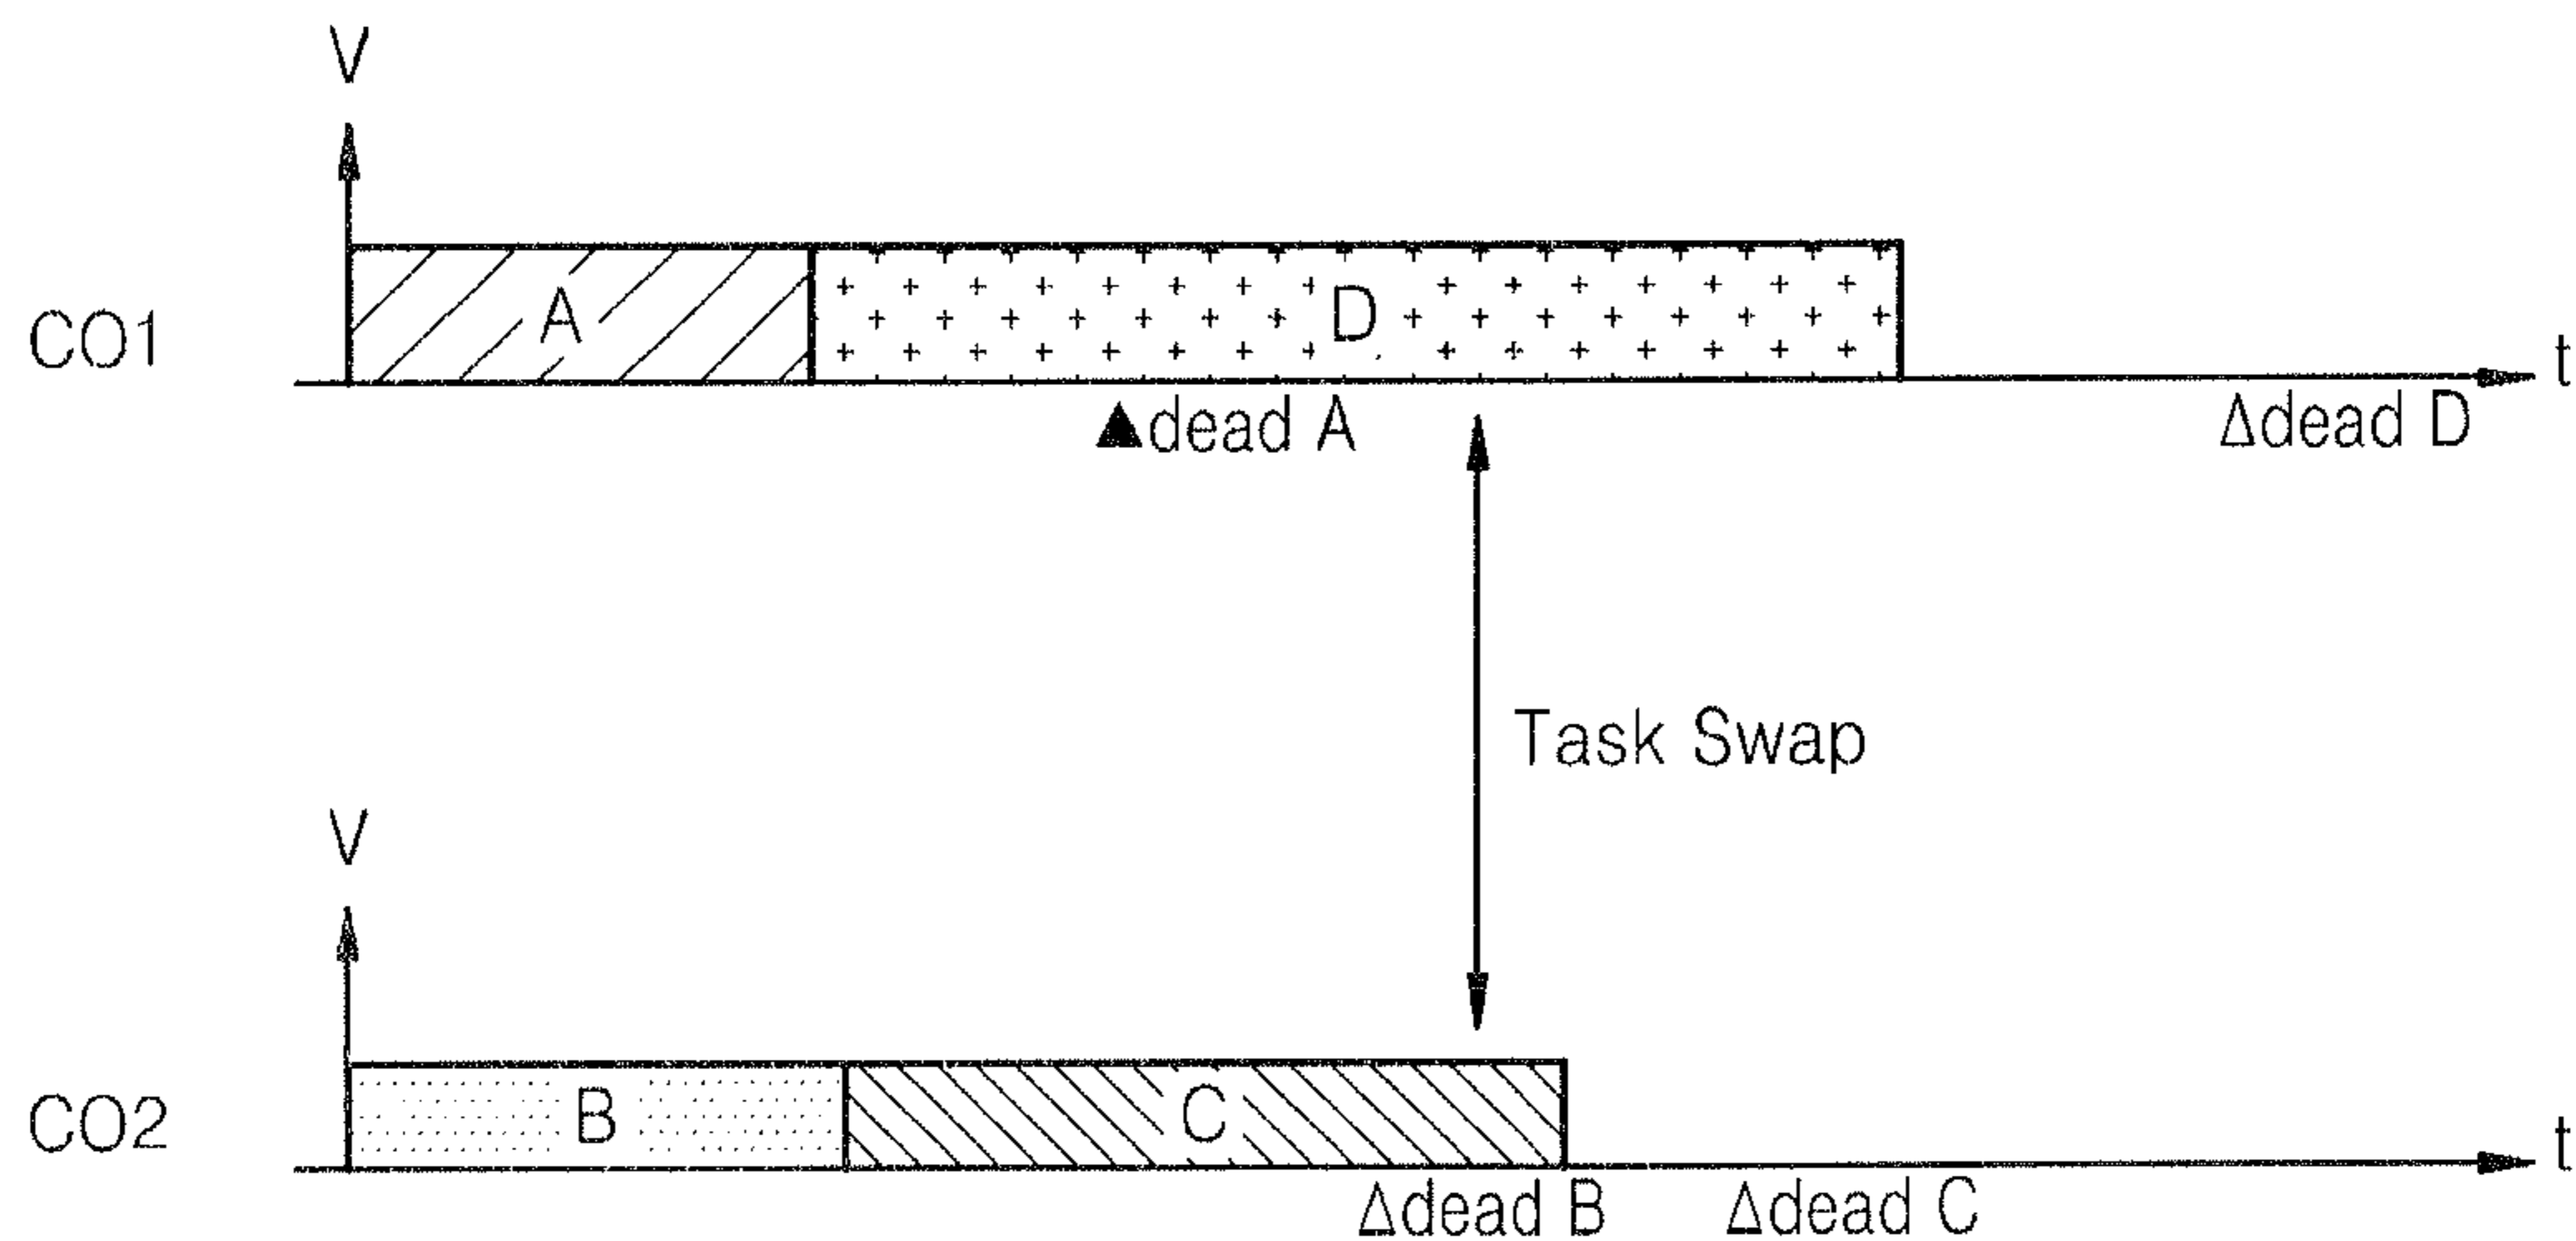 V
A
D
CO1
t
▲dead A
Δdead D
Task Swap
V
B
C
CO2
t
Δdead B
Δdead C